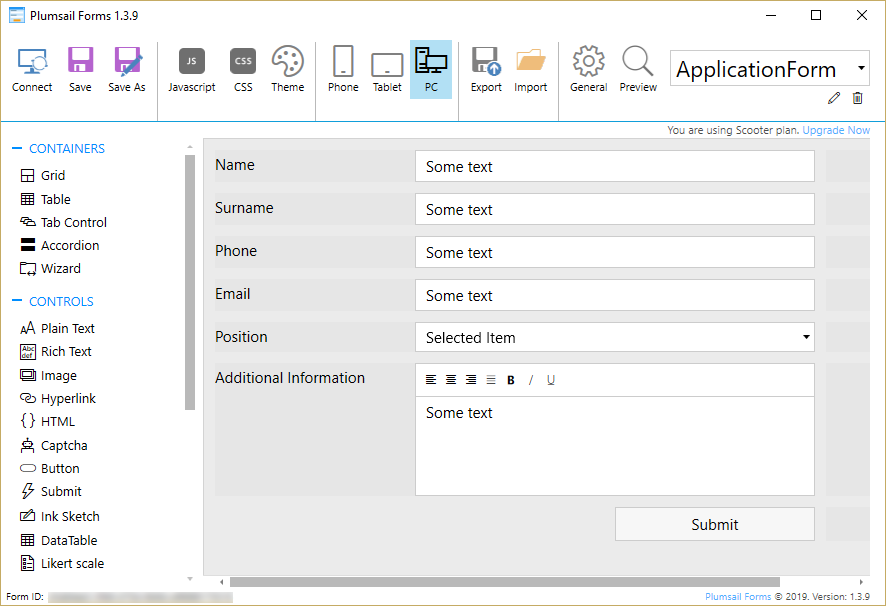 Plumsail Forms 1.3.9
Connect Save Save As JS Javascript CSS CSS Theme Phone Tablet PC Export Import General Preview ApplicationForm
You are using Scooter plan. Upgrade Now
CONTAINERS
Grid
Table
Tab Control
Accordion
Wizard
CONTROLS
AA Plain Text
Abc def Rich Text
Image
Hyperlink
{ } HTML
Captcha
Button
Submit
Ink Sketch
DataTable
Likert scale
Name Some text
Surname Some text
Phone Some text
Email Some text
Position Selected Item
Additional Information
B I U
Some text
Submit
Form ID:
Plumsail Forms © 2019. Version: 1.3.9